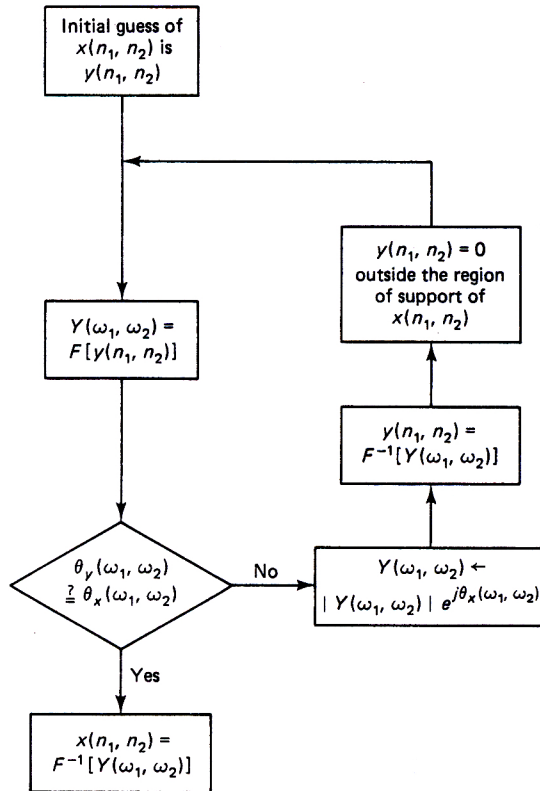 Initial guess of
x(n₁, n₂) is
y(n₁, n₂)
y(n₁, n₂) = 0
outside the region
of support of
x(n₁, n₂)
Y(ω₁, ω₂) =
F[y(n₁, n₂)]
y(n₁, n₂) =
F⁻¹[Y(ω₁, ω₂)]
θy(ω₁, ω₂)
≟ θx(ω₁, ω₂)
No
Y(ω₁, ω₂) ←
| Y(ω₁, ω₂) | e^jθx(ω₁, ω₂)
Yes
x(n₁, n₂) =
F⁻¹[Y(ω₁, ω₂)]